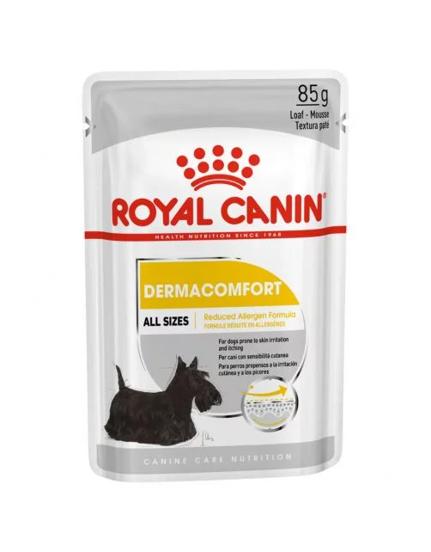 85g
Loaf - Mousse
Textura paté
ROYAL CANIN
HEALTH NUTRITION SINCE 1968
DERMACOMFORT
ALL SIZES
Reduced Allergen Formula
FORMULE RÉDUITE EN ALLERGÈNES
For dogs prone to skin irritation
and itching
Per cani con sensibilità cutanea
Para perros propensos a la irritación
cutánea y a los picores
CANINE CARE NUTRITION